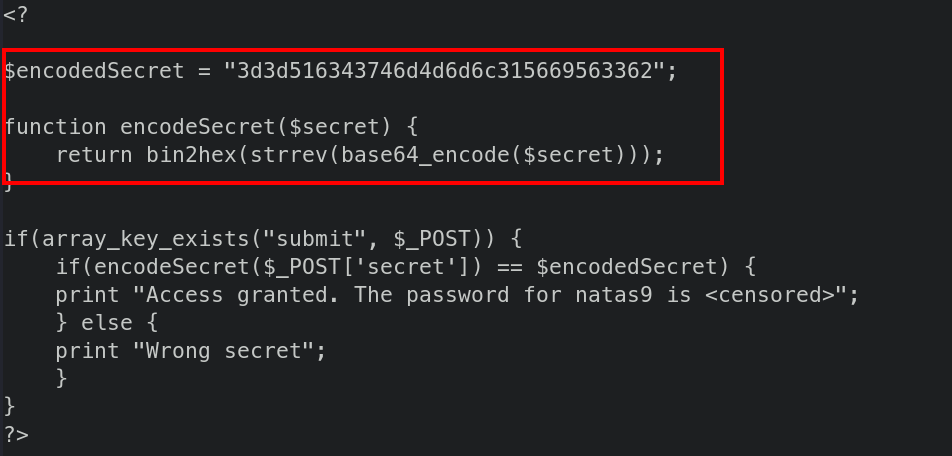 <?
$encodedSecret = "3d3d516343746d4d6d6c315669563362";
function encodeSecret($secret) {
    return bin2hex(strrev(base64_encode($secret)));
}
if(array_key_exists("submit", $_POST)) {
    if(encodeSecret($_POST['secret']) == $encodedSecret) {
    print "Access granted. The password for natas9 is <censored>";
    } else {
    print "Wrong secret";
    }
}
?>